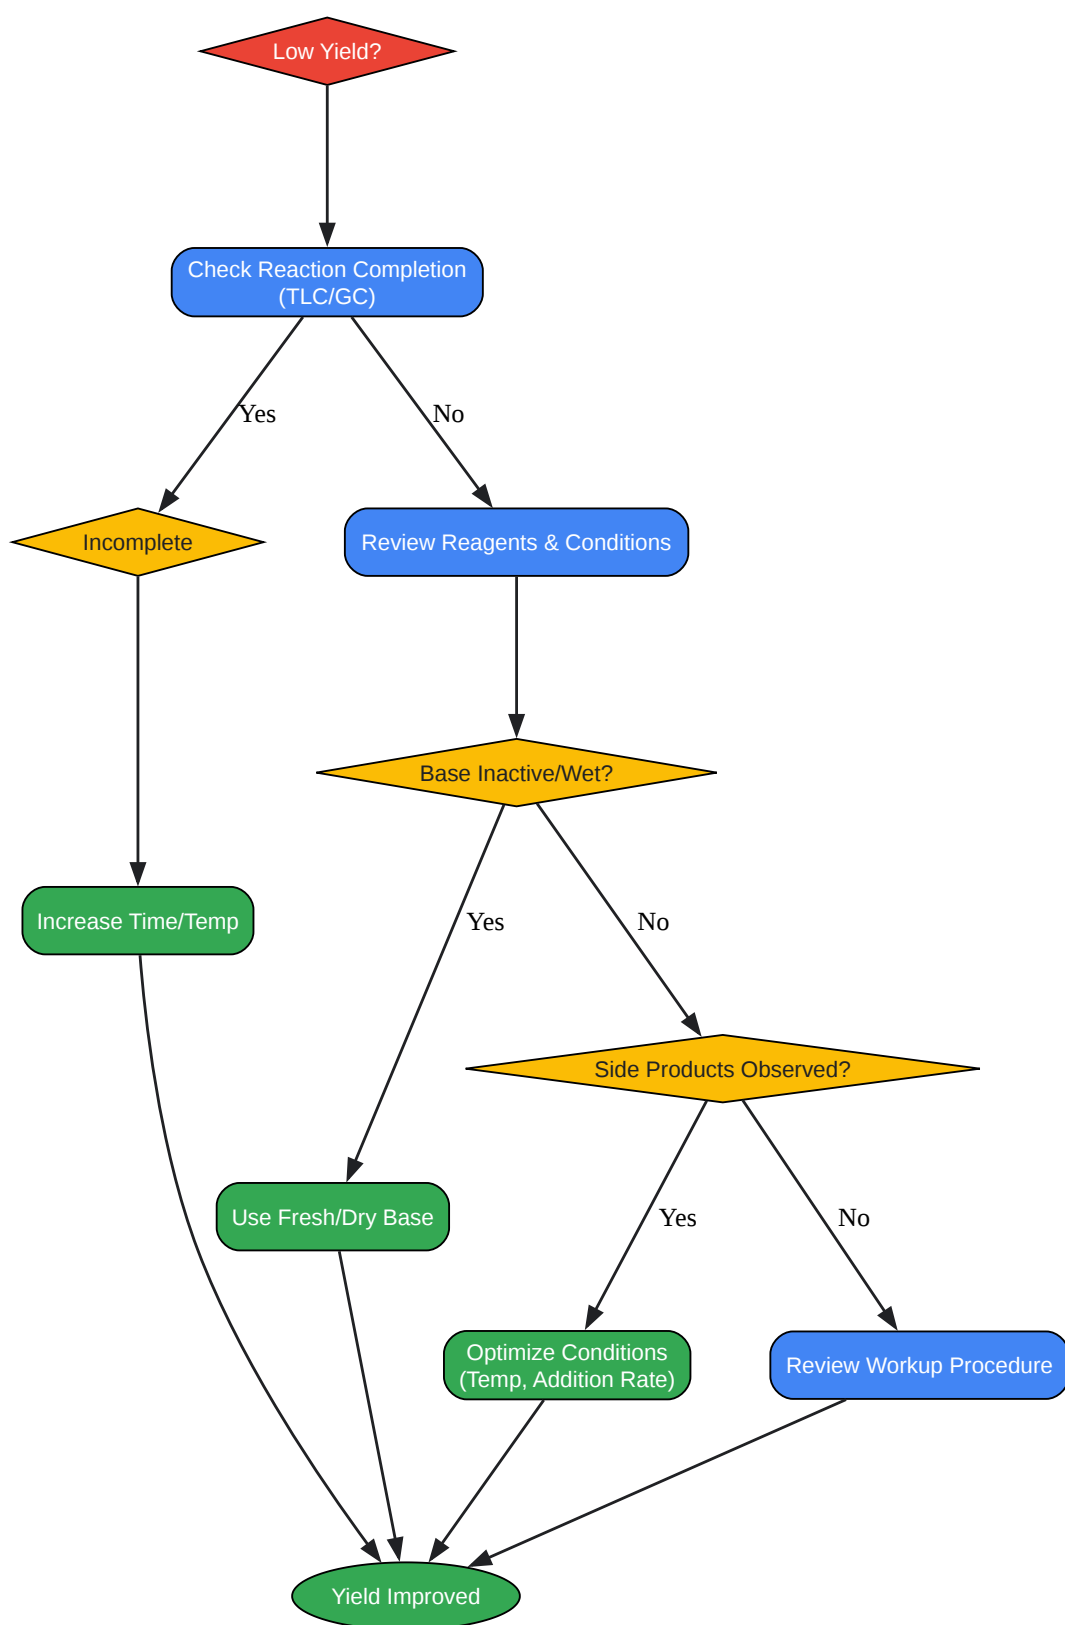 Low Yield?
Check Reaction Completion
(TLC/GC)
Yes
No
Incomplete
Review Reagents & Conditions
Base Inactive/Wet?
Increase Time/Temp
Yes
No
Side Products Observed?
Use Fresh/Dry Base
Yes
No
Optimize Conditions
(Temp, Addition Rate)
Review Workup Procedure
Yield Improved